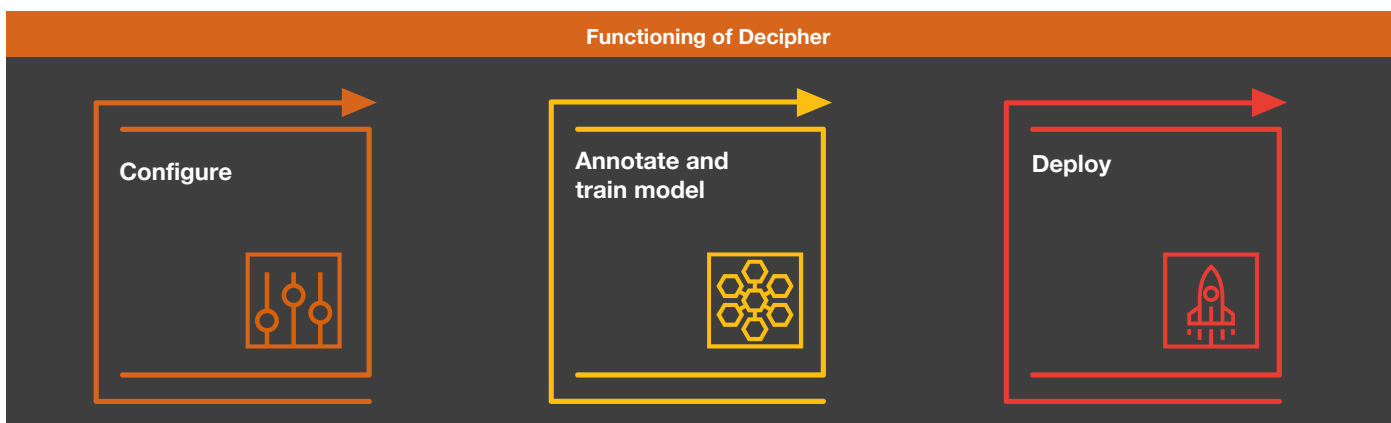 Functioning of Decipher
Configure
Annotate and
train model
Deploy